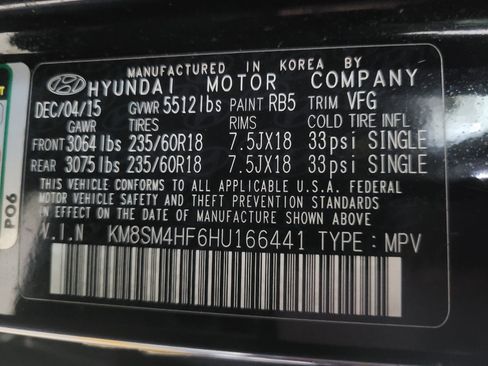 MANUFACTURED IN KOREA BY
HYUNDAI MOTOR COMPANY
DEC/04/15 GVWR 5512lbs PAINT RB5 TRIM VFG
GAWR TIRES RIMS COLD TIRE INFL
FRONT 3064lbs 235/60R18 7.5JX18 33psi SINGLE
REAR 3075lbs 235/60R18 7.5JX18 33psi SINGLE
THIS VEHICLE CONFORMS TO ALL APPLICABLE U.S.A. FEDERAL
MOTOR VEHICLE SAFETY AND THEFT PREVENTION STANDARDS
IN EFFECT ON THE DATE OF MANUFACTURE SHOWN ABOVE.
V.I.N KM8SM4HF6HU166441 TYPE : MPV
PO6